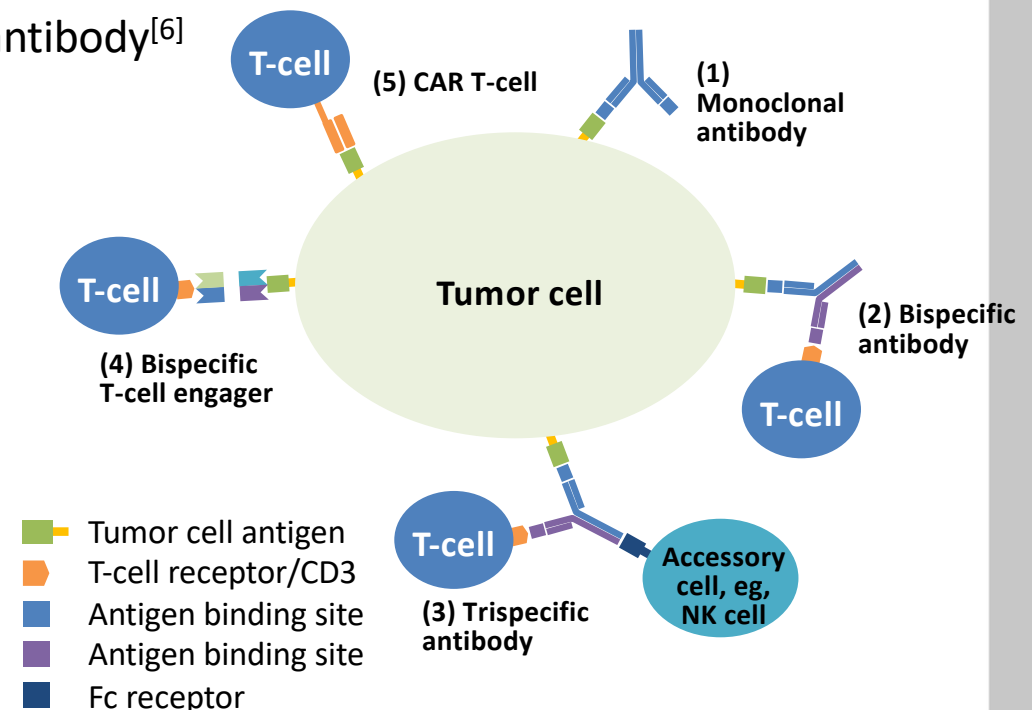 ntibody[6]
T-cell
(5) CAR T-cell
(1)
Monoclonal
antibody
T-cell
Tumor cell
(2) Bispecific
antibody
(4) Bispecific
T-cell engager
T-cell
T-cell
Accessory
cell, eg,
NK cell
(3) Trispecific
antibody
Tumor cell antigen
T-cell receptor/CD3
Antigen binding site
Antigen binding site
Fc receptor